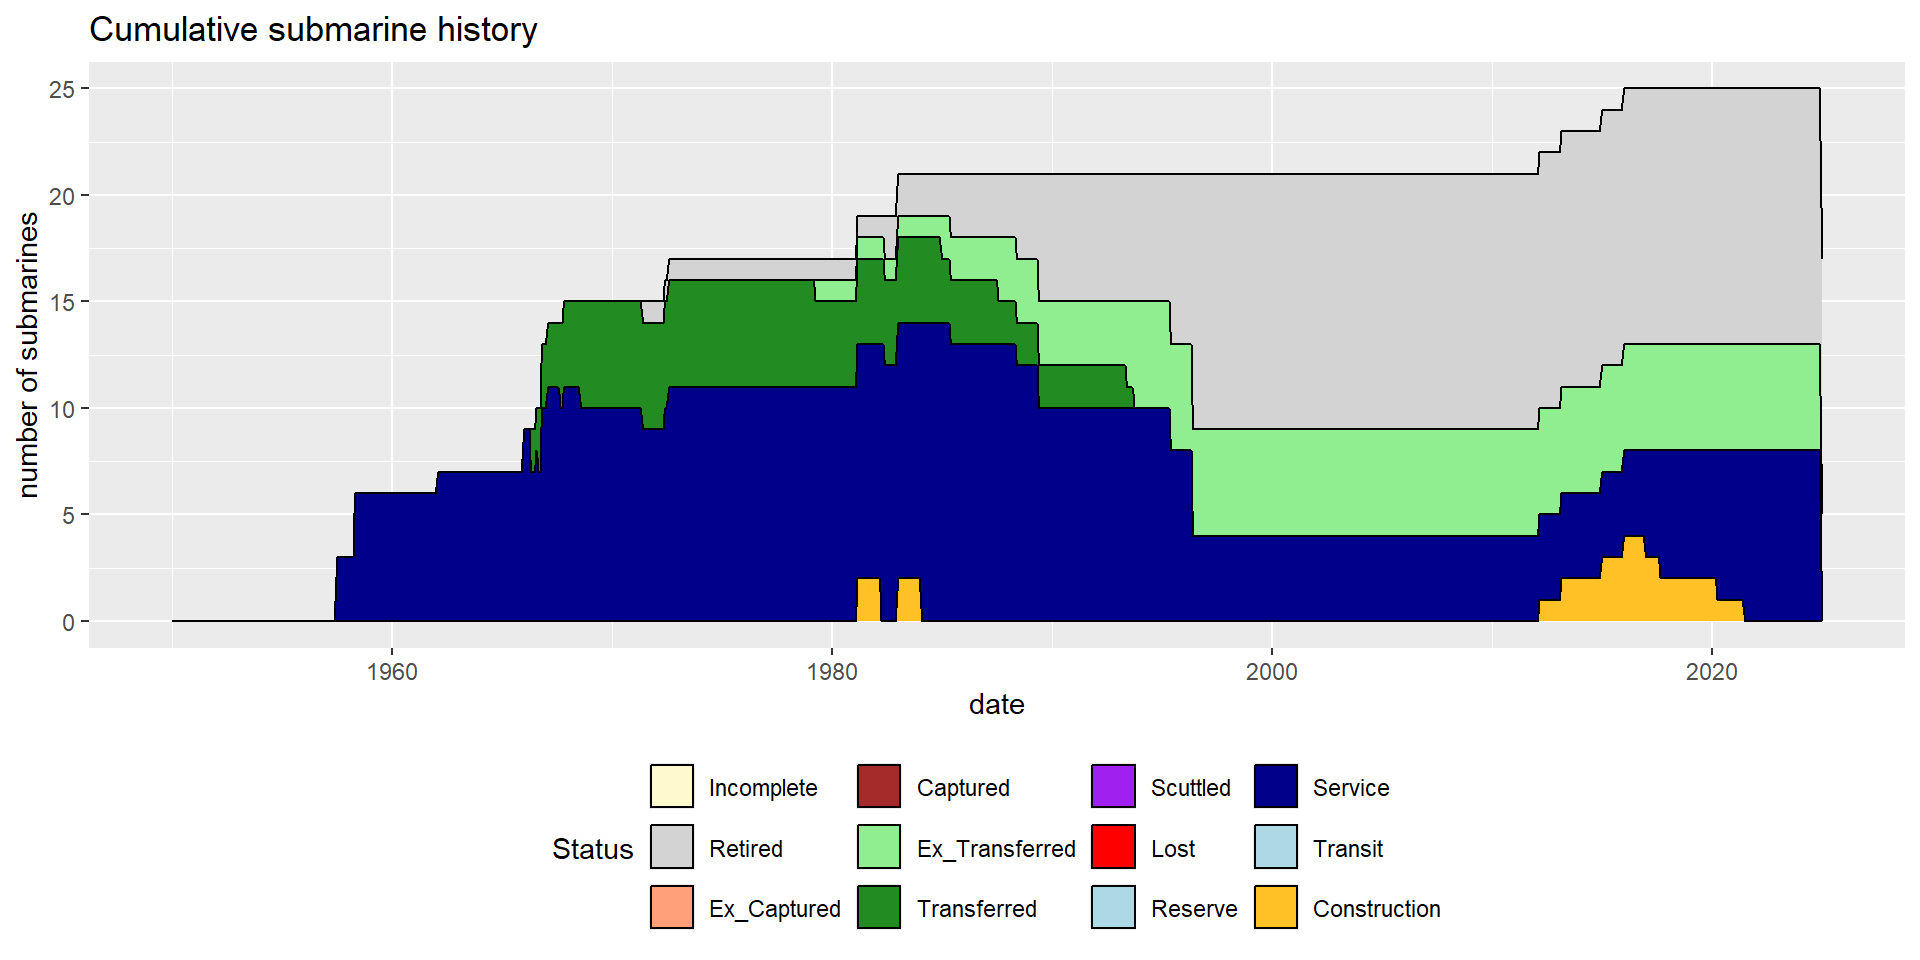 Cumulative submarine history
25
20
15
10
5
0
number of submarines
1960 1980 2000 2020
date
Status
Incomplete Captured Scuttled Service
Retired Ex_Transferred Lost Transit
Ex_Captured Transferred Reserve Construction